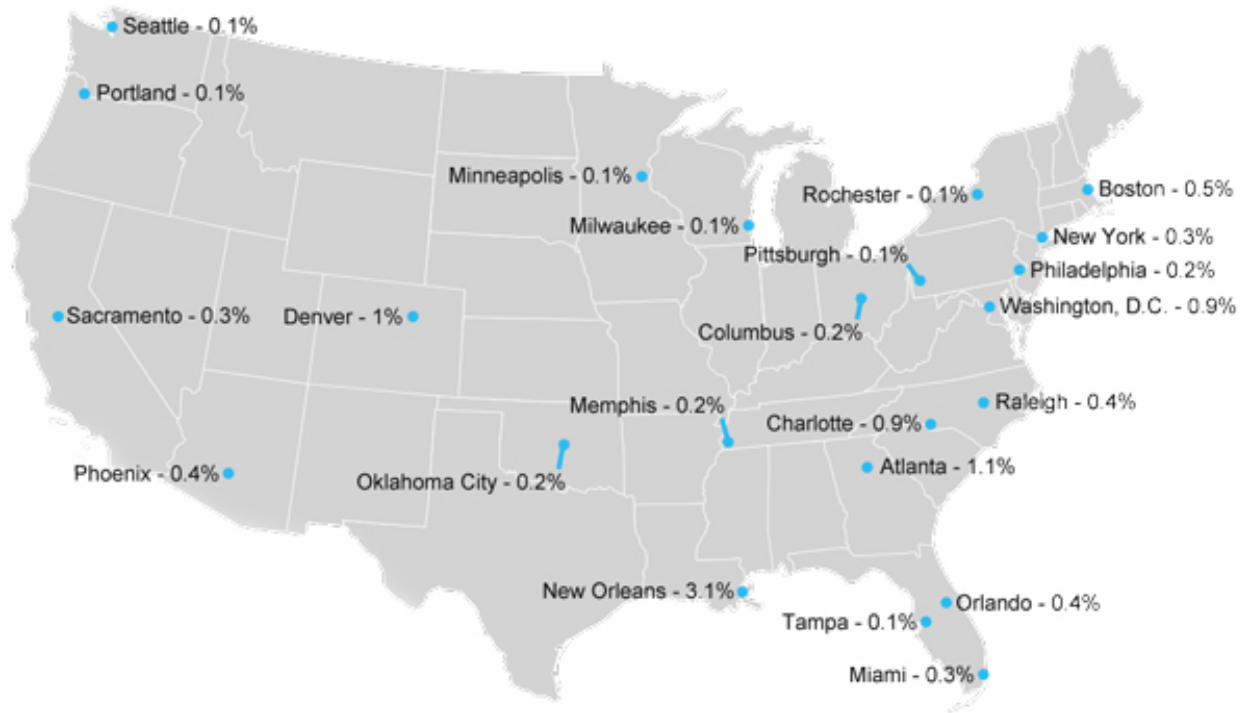 Seattle - 0.1%
Portland - 0.1%
Minneapolis - 0.1%
Rochester - 0.1%
Boston - 0.5%
Milwaukee - 0.1%
New York - 0.3%
Pittsburgh - 0.1%
Philadelphia - 0.2%
Washington, D.C. - 0.9%
Sacramento - 0.3%
Denver - 1%
Columbus - 0.2%
Memphis - 0.2%
Raleigh - 0.4%
Charlotte - 0.9%
Phoenix - 0.4%
Oklahoma City - 0.2%
Atlanta - 1.1%
New Orleans - 3.1%
Orlando - 0.4%
Tampa - 0.1%
Miami - 0.3%